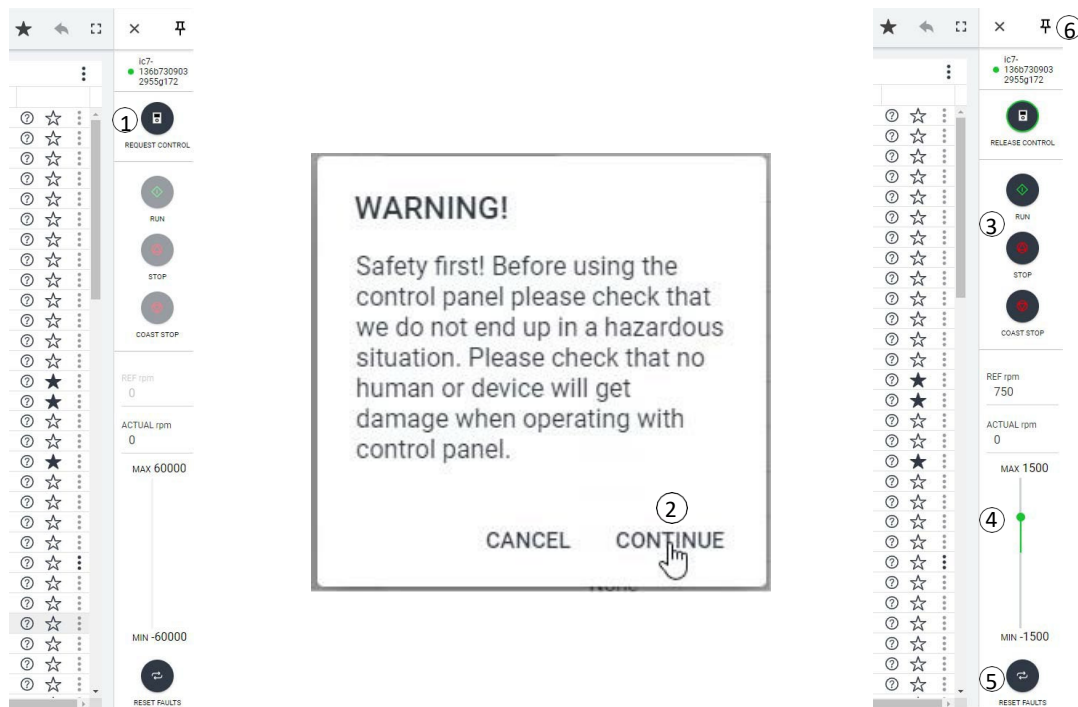 ic7-
136b730903
2955g172
1
REQUEST CONTROL
RUN
STOP
COAST STOP
REF rpm
0
ACTUAL rpm
0
MAX 60000
MIN -60000
RESET FAULTS
WARNING!
Safety first! Before using the
control panel please check that
we do not end up in a hazardous
situation. Please check that no
human or device will get
damage when operating with
control panel.
2
CANCEL CONTINUE
6
ic7-
136b730903
2955g172
RELEASE CONTROL
RUN
3
STOP
COAST STOP
REF rpm
750
ACTUAL rpm
0
MAX 1500
4
MIN -1500
5
RESET FAULTS